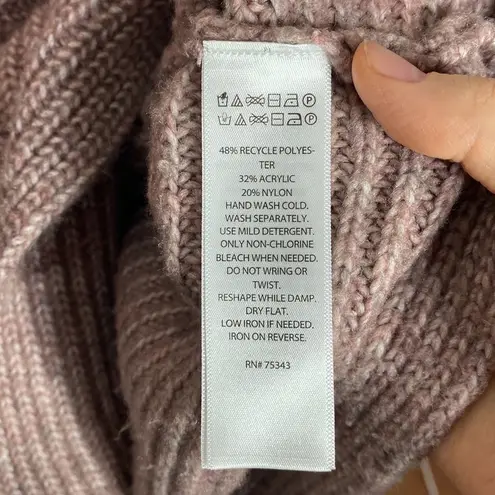 48% RECYCLE POLYES-
TER
32% ACRYLIC
20% NYLON
HAND WASH COLD.
WASH SEPARATELY.
USE MILD DETERGENT.
ONLY NON-CHLORINE
BLEACH WHEN NEEDED.
DO NOT WRING OR
TWIST.
RESHAPE WHILE DAMP.
DRY FLAT.
LOW IRON IF NEEDED.
IRON ON REVERSE.
RN# 75343